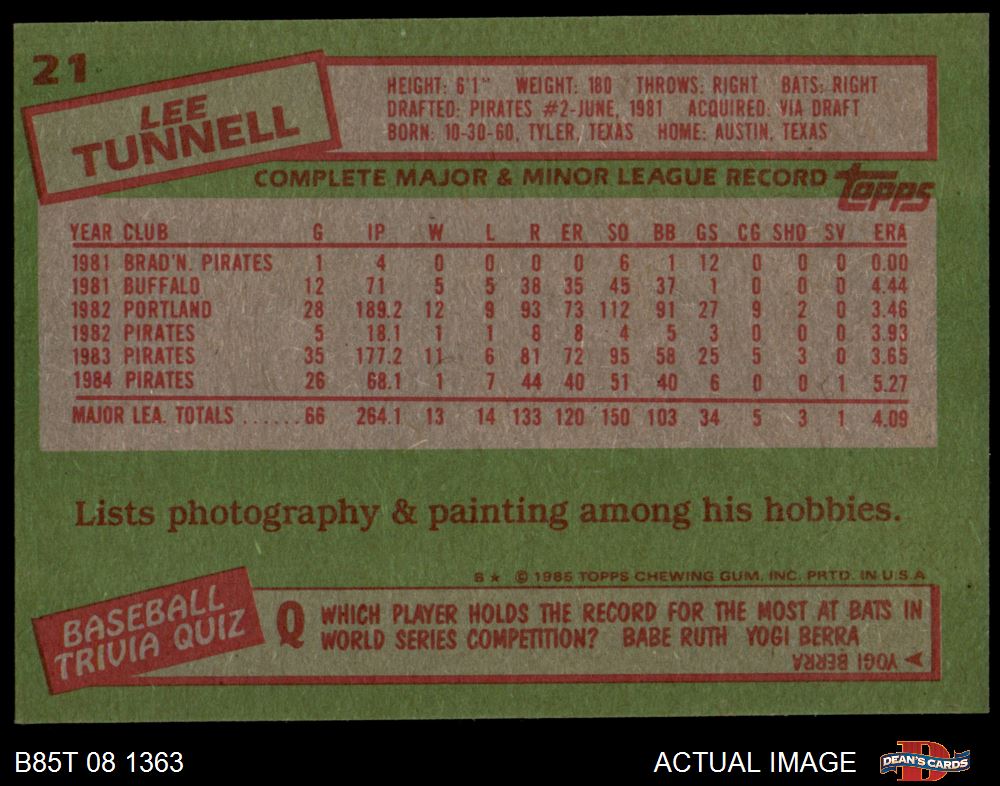 21
LEE
TUNNELL
HEIGHT: 6'1" WEIGHT: 180 THROWS: RIGHT BATS: RIGHT
DRAFTED: PIRATES #2-JUNE, 1981 ACQUIRED: VIA DRAFT
BORN: 10-30-60, TYLER, TEXAS HOME: AUSTIN, TEXAS
COMPLETE MAJOR & MINOR LEAGUE RECORD topps
YEAR CLUB G IP W L R ER SO BB GS CG SHO SV ERA
1981 BRAD'N. PIRATES 1 4 0 0 0 0 6 1 12 0 0 0 0.00
1981 BUFFALO 12 71 5 5 38 35 45 37 1 0 0 0 4.44
1982 PORTLAND 28 189.2 12 9 93 73 112 91 27 9 2 0 3.46
1982 PIRATES 5 18.1 1 1 8 8 4 5 3 0 0 0 3.93
1983 PIRATES 35 177.2 11 6 81 72 95 58 25 5 3 0 3.65
1984 PIRATES 26 68.1 1 7 44 40 51 40 6 0 0 1 5.27
MAJOR LEA. TOTALS ...... 66 264.1 13 14 133 120 150 103 34 5 3 1 4.09
Lists photography & painting among his hobbies.
B★ © 1985 TOPPS CHEWING GUM, INC. PRTD. IN U.S.A
BASEBALL
TRIVIA QUIZ
Q WHICH PLAYER HOLDS THE RECORD FOR THE MOST AT BATS IN
WORLD SERIES COMPETITION? BABE RUTH YOGI BERRA
YOGI BERRA
B85T 08 1363
ACTUAL IMAGE
DEAN'S CARDS